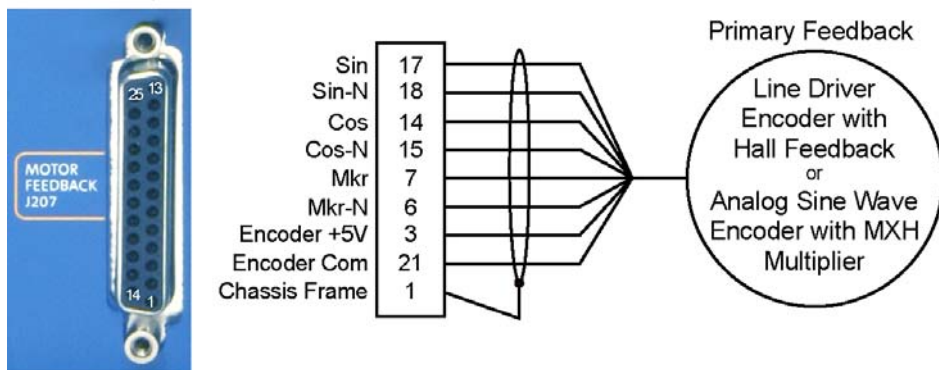 25 13
MOTOR
FEEDBACK
J207
14 1
Sin 17
Sin-N 18
Cos 14
Cos-N 15
Mkr 7
Mkr-N 6
Encoder +5V 3
Encoder Com 21
Chassis Frame 1
Primary Feedback
Line Driver
Encoder with
Hall Feedback
or
Analog Sine Wave
Encoder with MXH
Multiplier